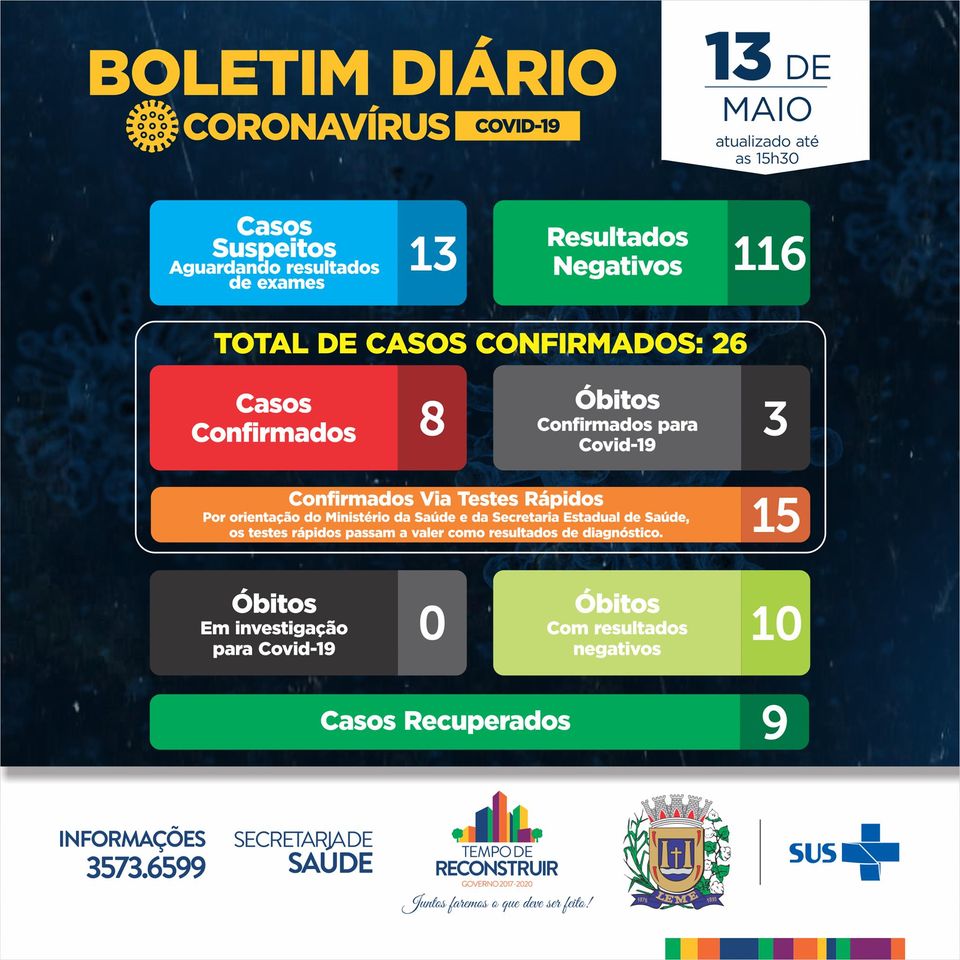 BOLETIM DIÁRIO
CORONAVÍRUS COVID-19
13 DE
MAIO
atualizado até
as 15h30
Casos
Suspeitos
Aguardando resultados
de exames
13
Resultados
Negativos
116
TOTAL DE CASOS CONFIRMADOS: 26
Casos
Confirmados
8
Óbitos
Confirmados para
Covid-19
3
Confirmados Via Testes Rápidos
Por orientação do Ministério da Saúde e da Secretaria Estadual de Saúde,
os testes rápidos passam a valer como resultados de diagnóstico.
15
Óbitos
Em investigação
para Covid-19
0
Óbitos
Com resultados
negativos
10
Casos Recuperados
9
INFORMAÇÕES
3573.6599
SECRETARIA DE
SAÚDE
TEMPO DE
RECONSTRUIR
GOVERNO 2017-2020
Juntos faremos o que deve ser feito!
LEME
1876
1895
SUS